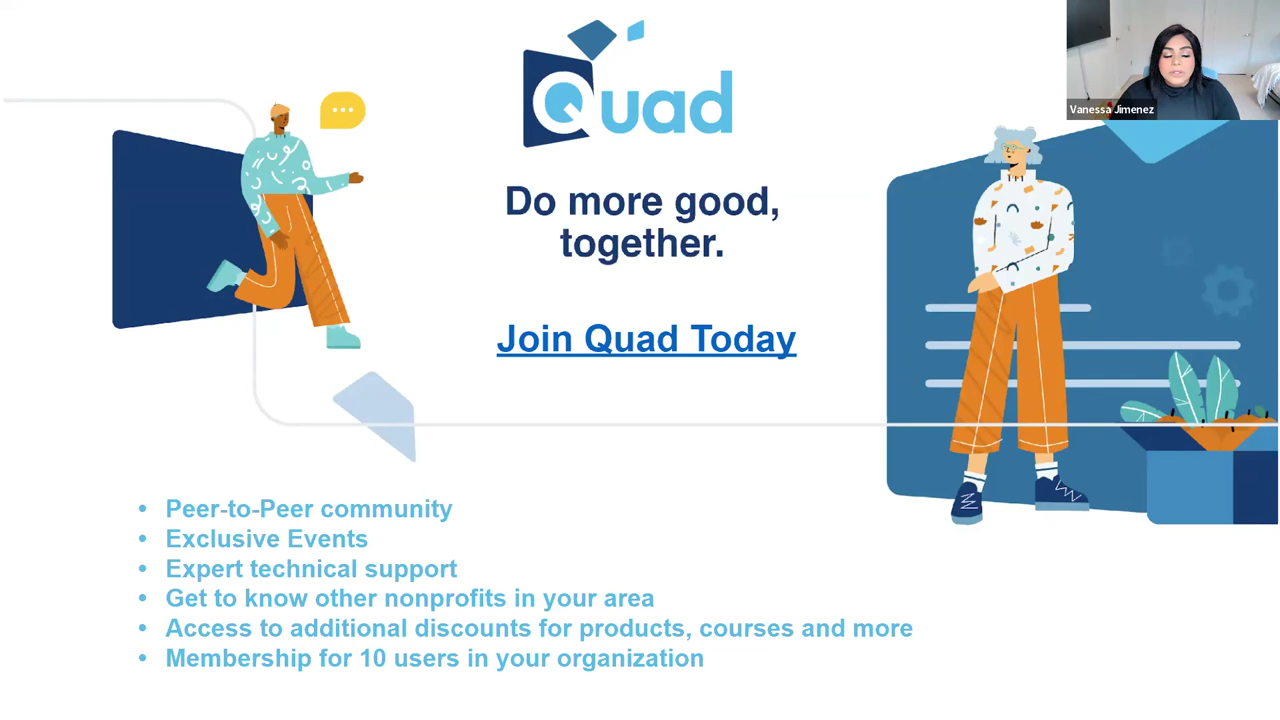 Quad
Vanessa Jimenez
Do more good,
together.
Join Quad Today
• Peer-to-Peer community
• Exclusive Events
• Expert technical support
• Get to know other nonprofits in your area
• Access to additional discounts for products, courses and more
• Membership for 10 users in your organization